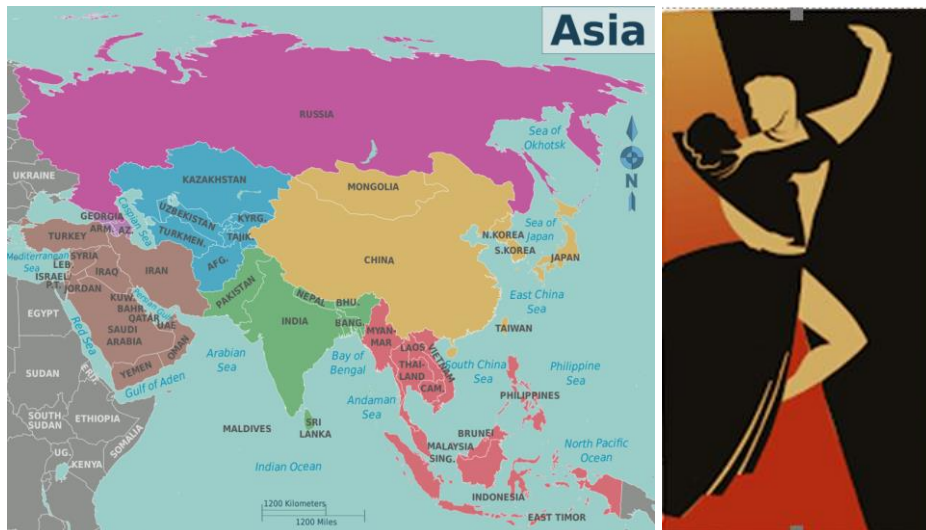 Asia
RUSSIA
Sea of
Okhotsk
N
UKRAINE
KAZAKHSTAN
MONGOLIA
GEORGIA
ARM.
AZ.
Caspian Sea
UZBEKISTAN
KYRG.
TURKMEN.
TAJIK.
Sea of
Japan
N.KOREA
S.KOREA
JAPAN
TURKEY
Mediterranean
Sea
SYRIA
LEB.
ISRAEL
P.T.
JORDAN
IRAQ
IRAN
AFG.
CHINA
KUW.
Persian Gulf
BAHR.
QATAR
UAE
PAKISTAN
NEPAL
BHU.
East China
Sea
EGYPT
Red Sea
SAUDI
ARABIA
OMAN
INDIA
BANG.
MYAN-
MAR
TAIWAN
YEMEN
Gulf of Aden
Arabian
Sea
Bay of
Bengal
LAOS
VIETNAM
THAI-
LAND
CAM.
South China
Sea
Philippine
Sea
SUDAN
ERI.
Andaman
Sea
PHILIPPINES
SOUTH
SUDAN
ETHIOPIA
SOMALIA
MALDIVES
SRI
LANKA
BRUNEI
MALAYSIA
SING.
North Pacific
Ocean
UG.
KENYA
Indian Ocean
INDONESIA
EAST TIMOR
1200 Kilometers
1200 Miles